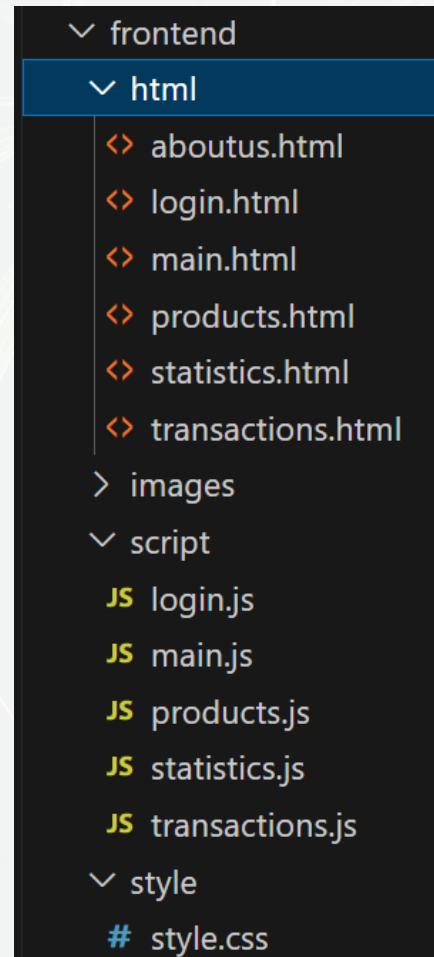 frontend
html
<> aboutus.html
<> login.html
<> main.html
<> products.html
<> statistics.html
<> transactions.html
images
script
JS login.js
JS main.js
JS products.js
JS statistics.js
JS transactions.js
style
# style.css